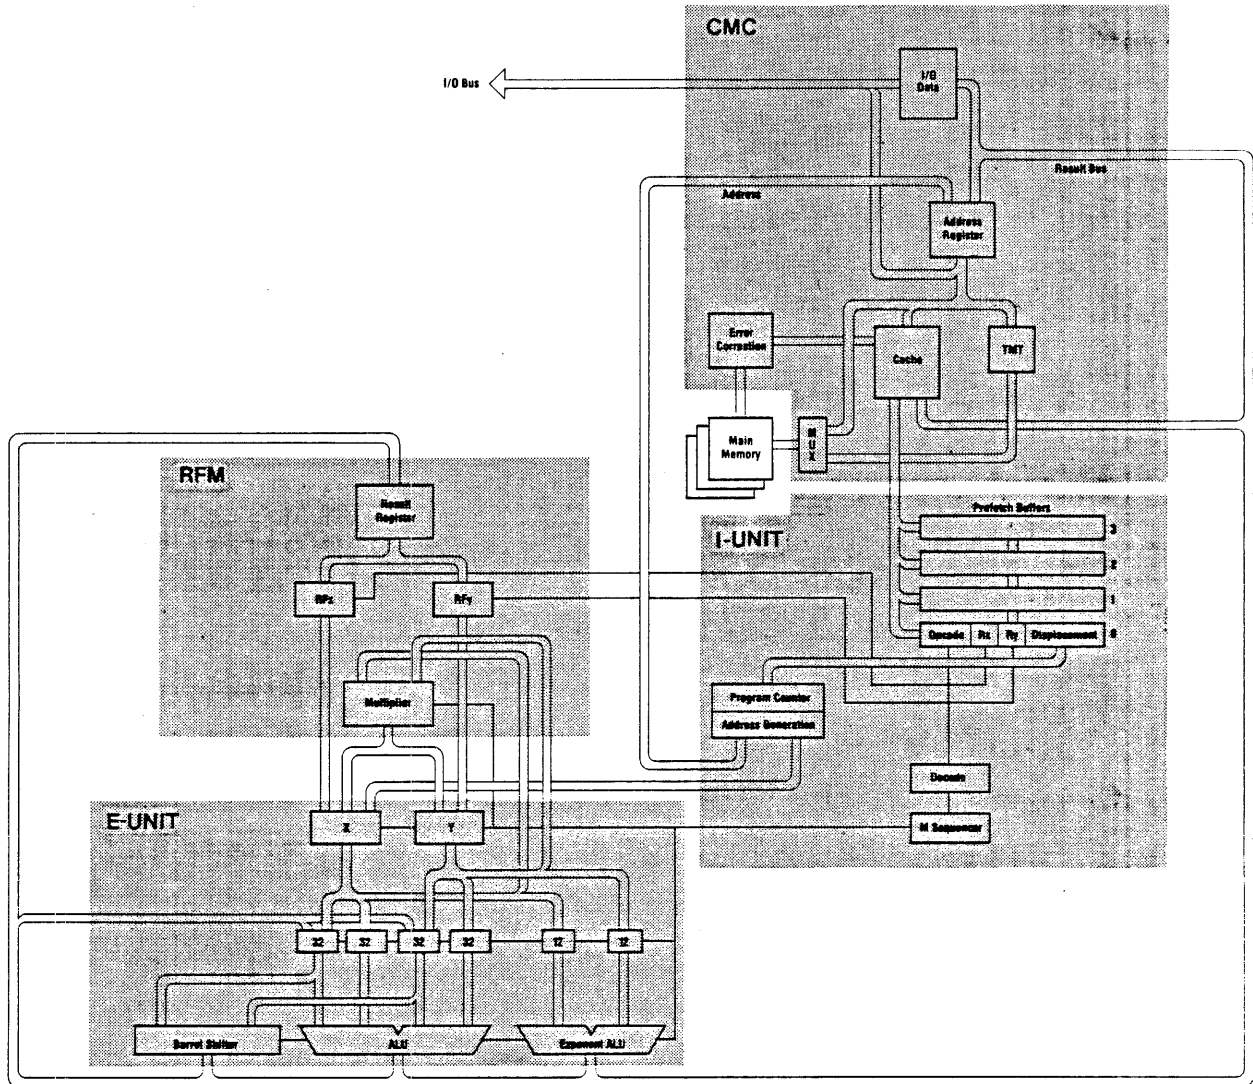 CMC
I/O Bus
I/O
Data
Result Bus
Address
Address
Register
Error
Correction
Cache
TMT
Main
Memory
MUX
RFM
Result
Register
RFx
RFy
Multiplier
I-UNIT
Prefetch Buffers
3
2
1
Opcode Rx Ry Displacement 0
Program Counter
Address Generation
Decode
M Sequencer
E-UNIT
X
Y
32 32 32 32 12 12
Barrel Shifter
ALU
Exponent ALU